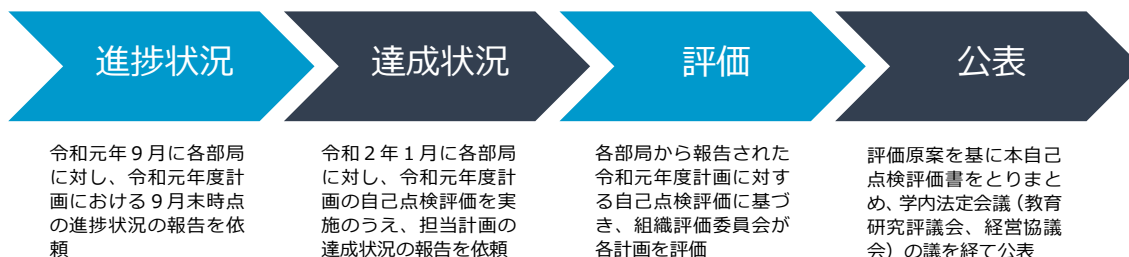 進捗状況
達成状況
評価
公表
令和元年９月に各部局
に対し、令和元年度計
画における９月末時点
の進捗状況の報告を依
頼
令和２年１月に各部局
に対し、令和元年度計
画の自己点検評価を実
施のうえ、担当計画の
達成状況の報告を依頼
各部局から報告された
令和元年度計画に対す
る自己点検評価に基づ
き、組織評価委員会が
各計画を評価
評価原案を基に本自己
点検評価書をとりまと
め、学内法定会議（教育
研究評議会、経営協議
会）の議を経て公表